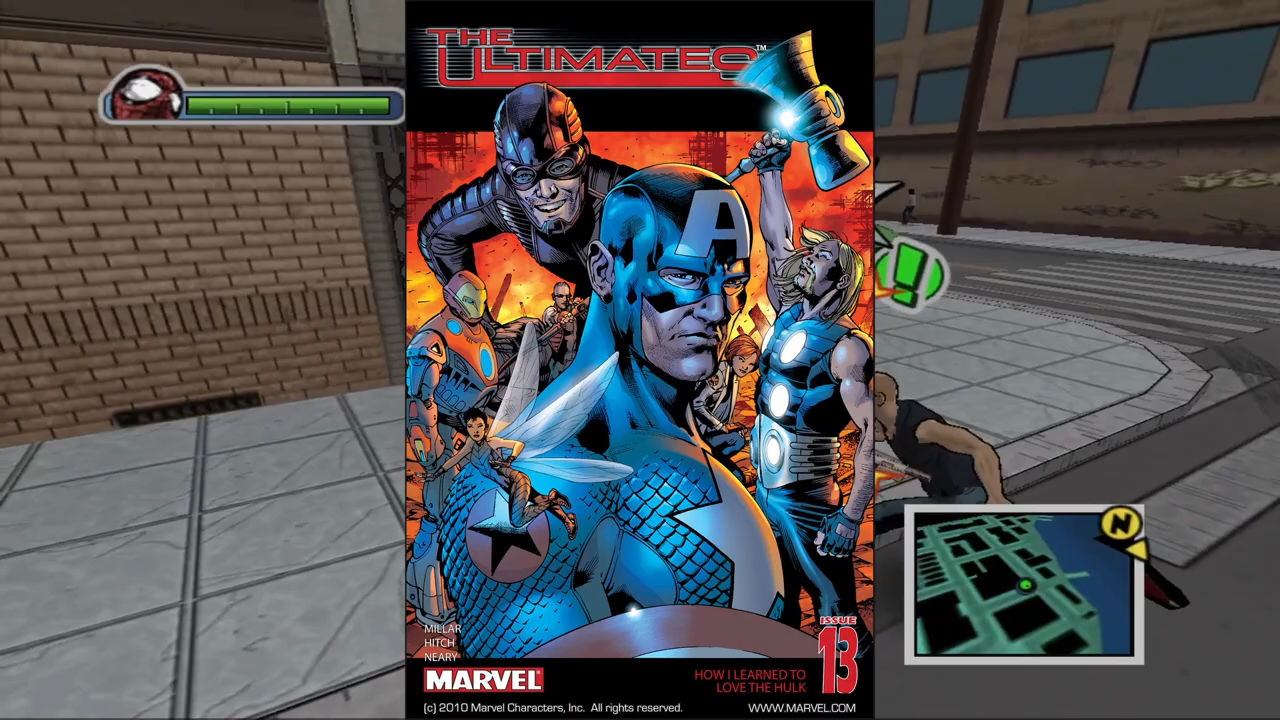 THE
ULTIMATES™
A
!
MILLAR
HITCH
NEARY
MARVEL
ISSUE
13
HOW I LEARNED TO
LOVE THE HULK
(c) 2010 Marvel Characters, Inc. All rights reserved.
WWW.MARVEL.COM
N